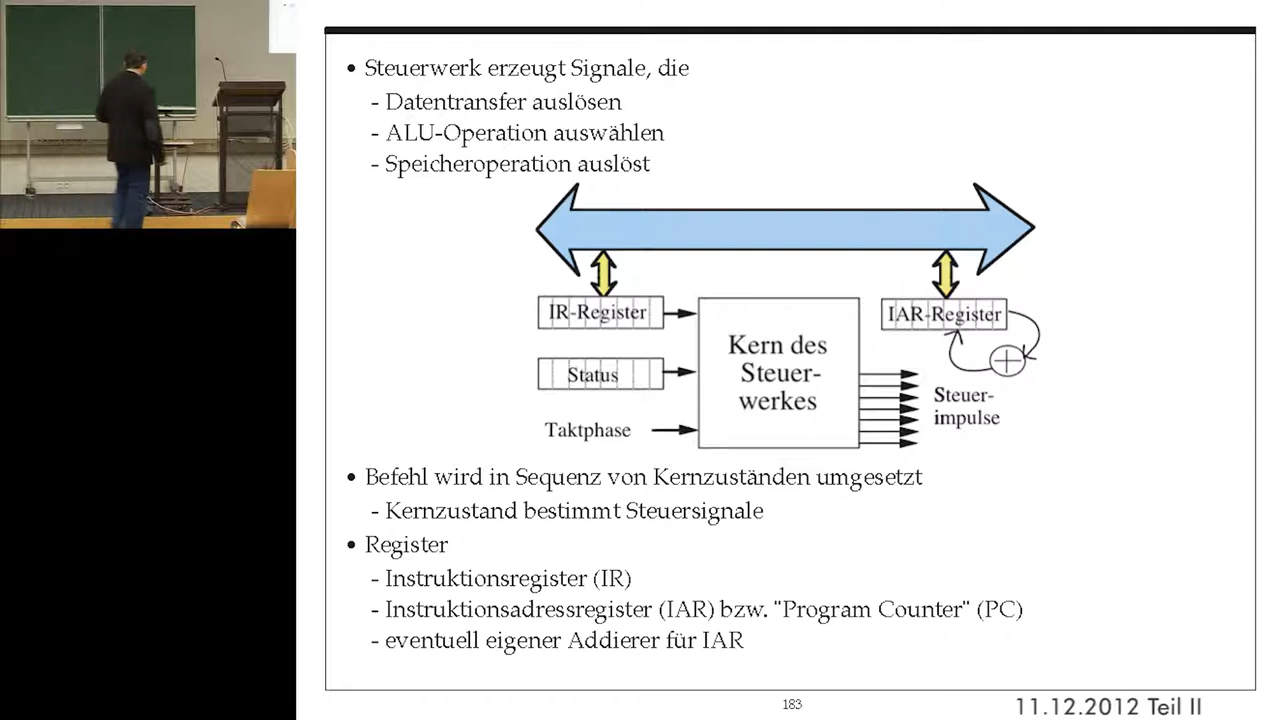 • Steuerwerk erzeugt Signale, die
- Datentransfer auslösen
- ALU-Operation auswählen
- Speicheroperation auslöst
IR-Register
IAR-Register
Kern des
Steuer-
werkes
Status
Steuer-
impulse
Taktphase
• Befehl wird in Sequenz von Kernzuständen umgesetzt
- Kernzustand bestimmt Steuersignale
• Register
- Instruktionsregister (IR)
- Instruktionsadressregister (IAR) bzw. "Program Counter" (PC)
- eventuell eigener Addierer für IAR
183
11.12.2012 Teil II